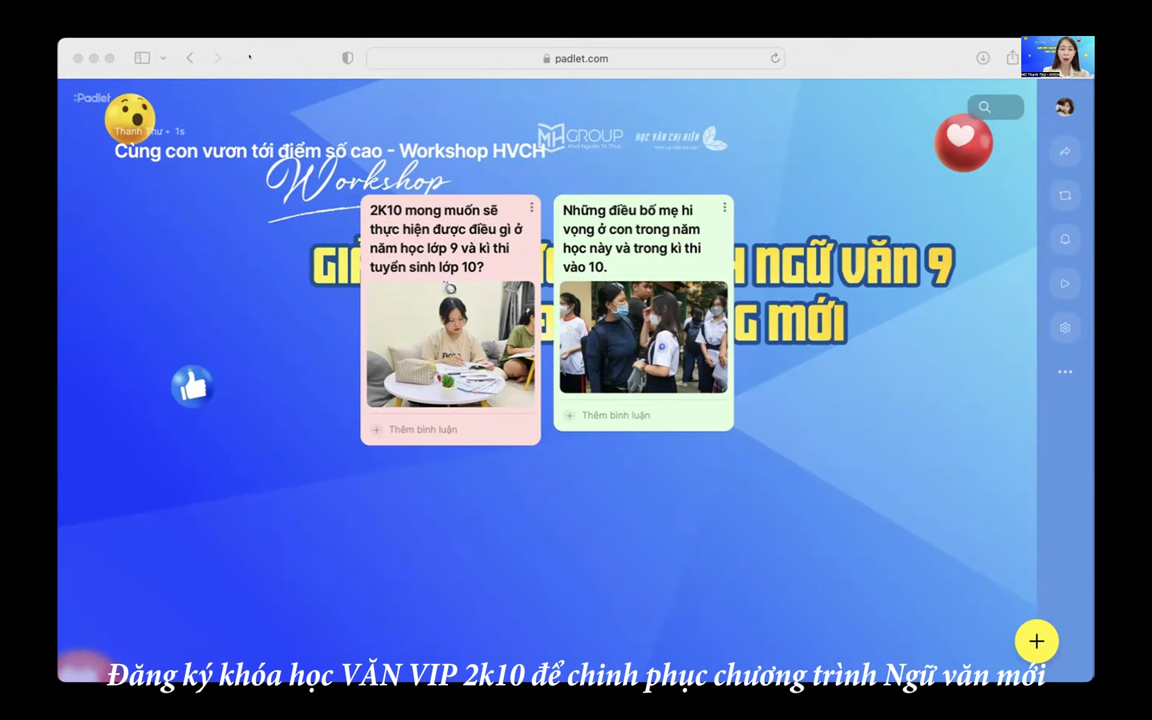 padlet.com
:Padlet
Thanh Thư • 1s
Cùng con vươn tới điểm số cao - Workshop HVCH
MH GROUP
HỌC VĂN CHỊ HIÊN
Workshop
NGỮ VĂN 9
MỚI
2K10 mong muốn sẽ
thực hiện được điều gì ở
năm học lớp 9 và kì thi
tuyển sinh lớp 10?
Thêm bình luận
Những điều bố mẹ hi
vọng ở con trong năm
học này và trong kì thi
vào 10.
Thêm bình luận
Đăng ký khóa học VĂN VIP 2k10 để chinh phục chương trình Ngữ văn mới